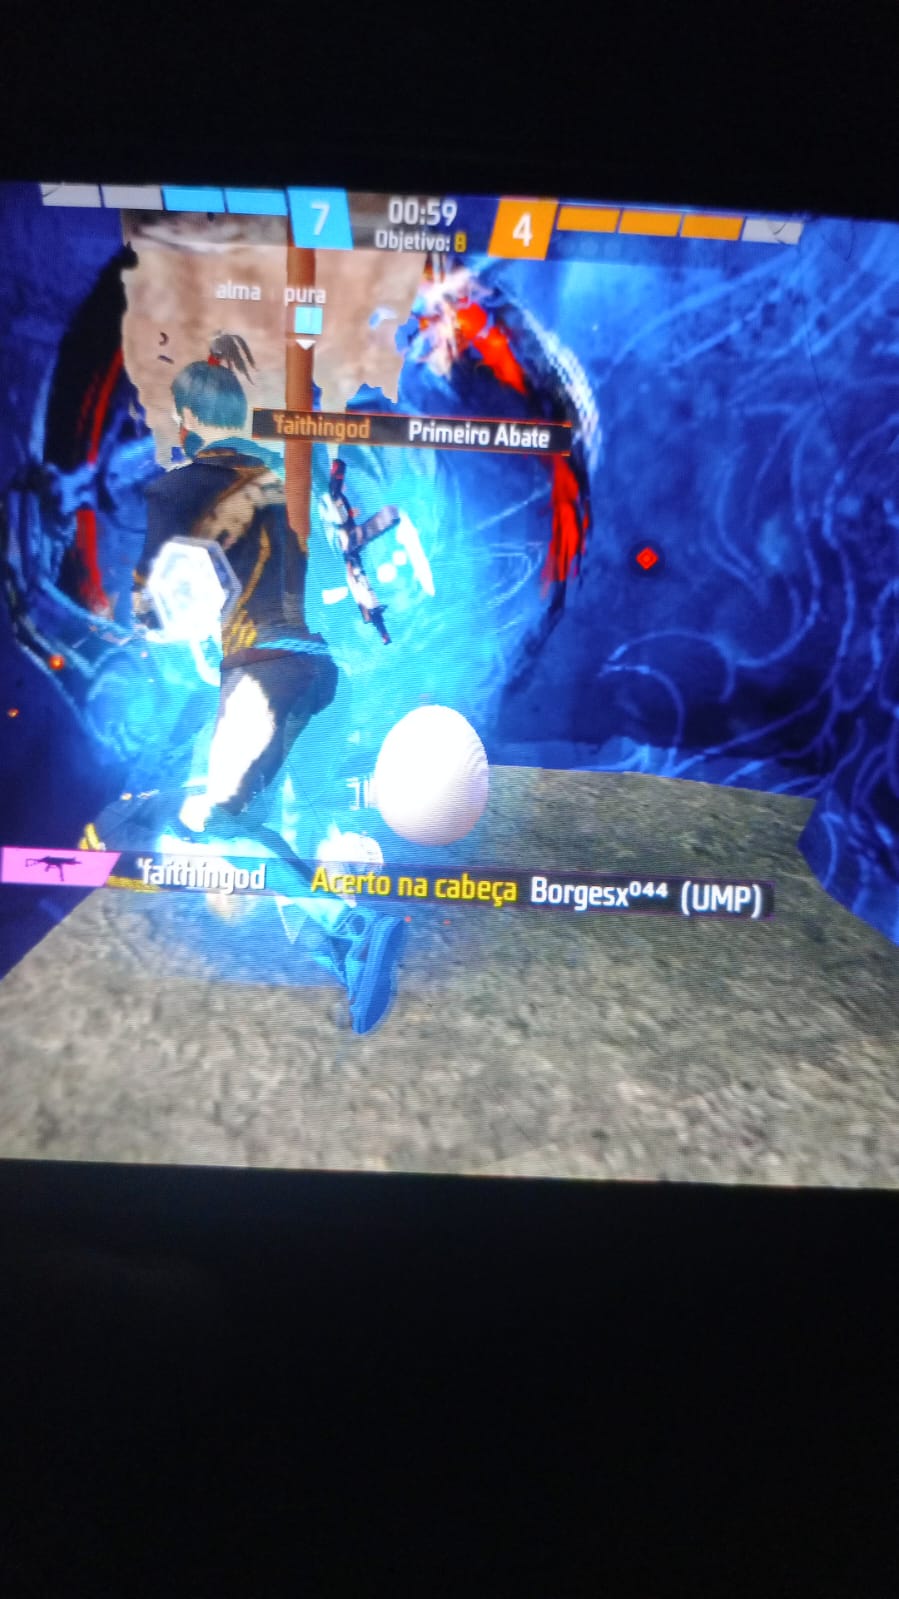 7
00:59
4
Objetivo: 8
alma pura
'faithingod Primeiro Abate
'faithingod Acerto na cabeça Borgesx⁰⁴⁴ (UMP)